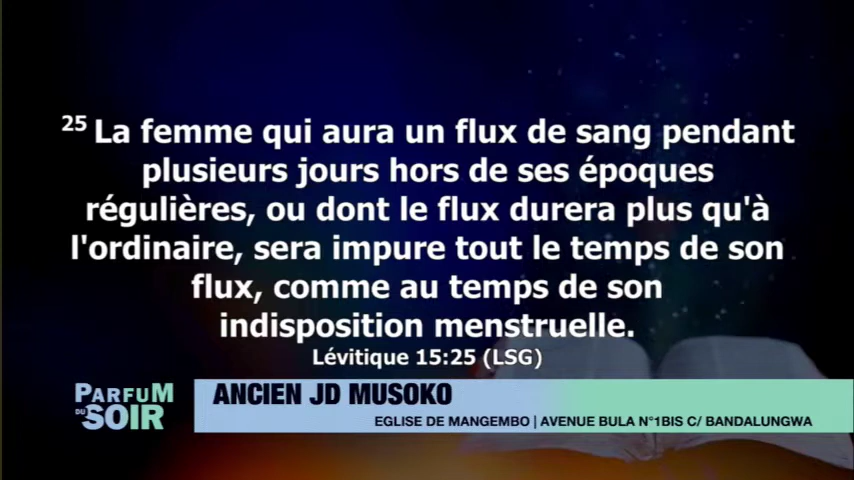 25 La femme qui aura un flux de sang pendant
plusieurs jours hors de ses époques
régulières, ou dont le flux durera plus qu'à
l'ordinaire, sera impure tout le temps de son
flux, comme au temps de son
indisposition menstruelle.
Lévitique 15:25 (LSG)
PARFUM
DU SOIR
ANCIEN JD MUSOKO
EGLISE DE MANGEMBO | AVENUE BULA N°1BIS C/ BANDALUNGWA